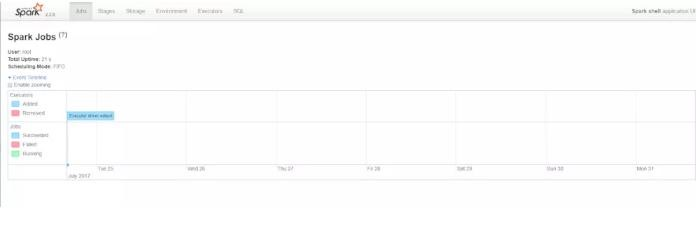 Spark 2.2.0 Jobs Stages Storage Environment Executors SQL Spark shell application UI
Spark Jobs (?)
User: root
Total Uptime: 21 s
Scheduling Mode: FIFO
Event Timeline
Enable zooming
Executors
Added
Removed
Executor driver added
Jobs
Succeeded
Failed
Running
Tue 25 Wed 26 Thu 27 Fri 28 Sat 29 Sun 30 Mon 31
July 2017